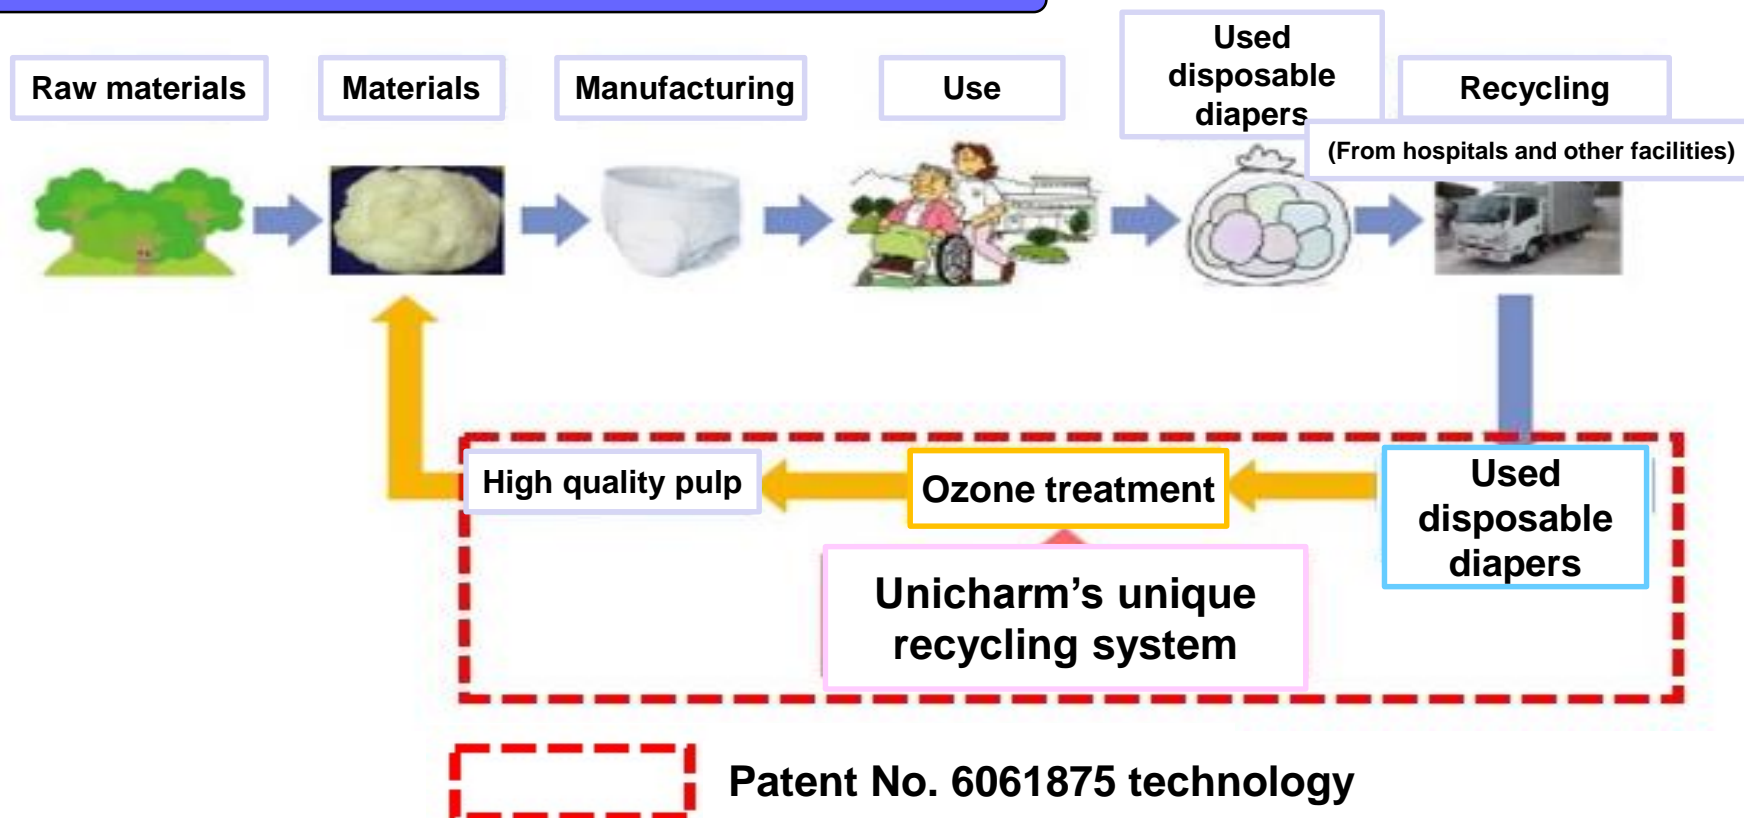 Raw materials
Materials
Manufacturing
Use
Used
disposable
diapers
Recycling
(From hospitals and other facilities)
High quality pulp
Ozone treatment
Used
disposable
diapers
Unicharm’s unique
recycling system
Patent No. 6061875 technology